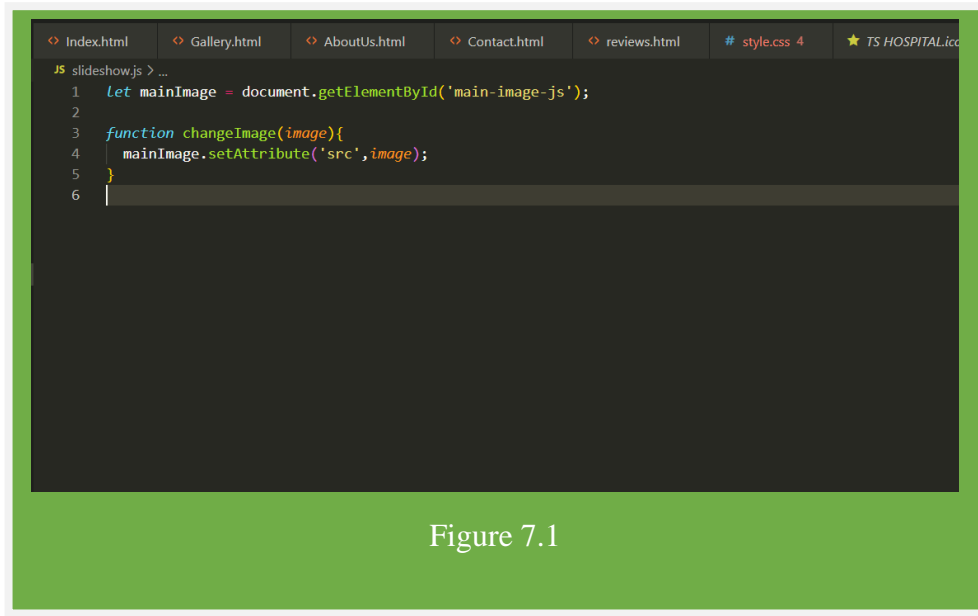 Index.html Gallery.html AboutUs.html Contact.html reviews.html # style.css 4 TS HOSPITAL.ico
JS slideshow.js > ...
1 let mainImage = document.getElementById('main-image-js');
2
3 function changeImage(image){
4 mainImage.setAttribute('src',image);
5 }
6
Figure 7.1